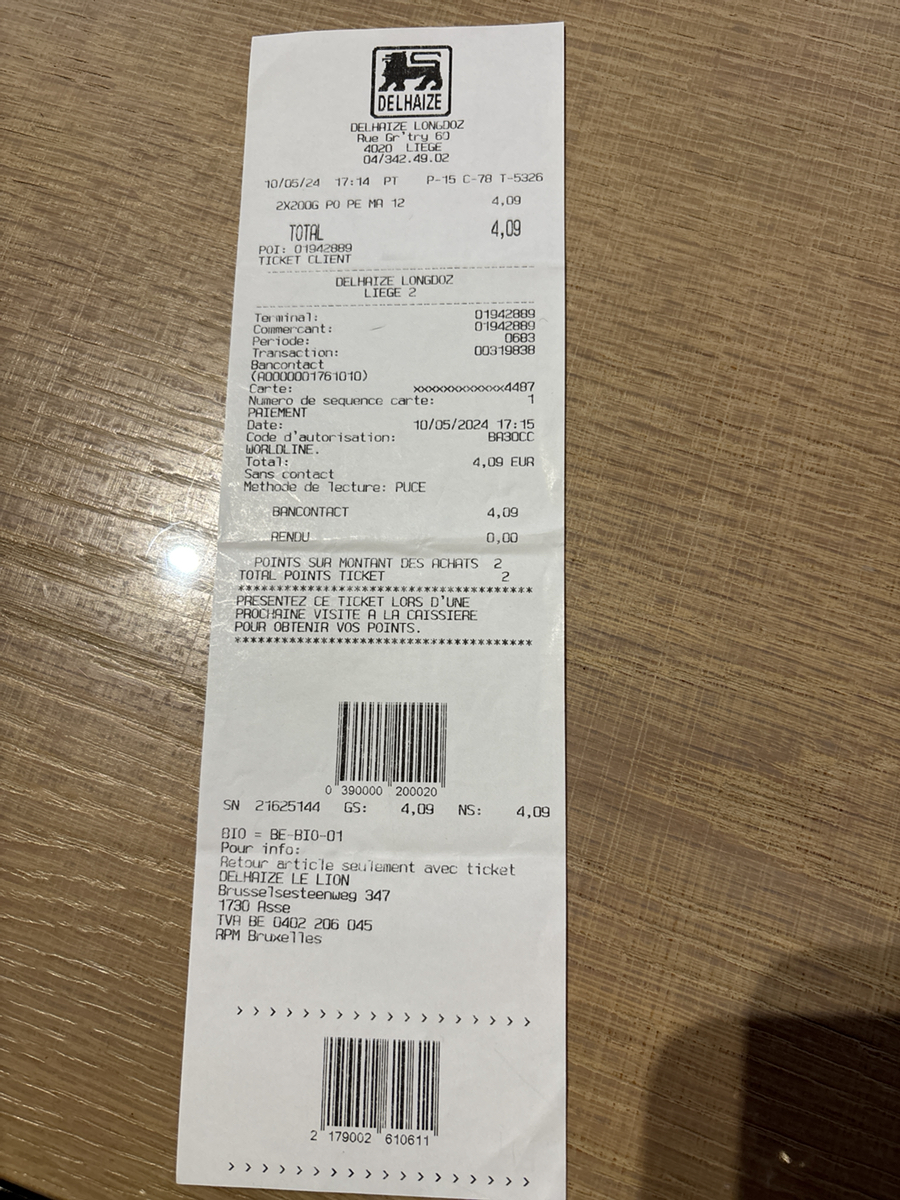 DELHAIZE
DELHAIZE LONGDOZ
Rue Gr'try 60
4020 LIEGE
04/342.49.02
10/05/24 17:14 PT P-15 C-78 T-5326
2X200G PO PE MA 12 4,09
TOTAL 4,09
POI: 01942889
TICKET CLIENT
DELHAIZE LONGDOZ
LIEGE 2
Terminal: 01942889
Commercant: 01942889
Periode: 0683
Transaction: 00319838
Bancontact
(A0000001761010)
Carte: xxxxxxxxxxxxx4487
Numero de sequence carte: 1
PAIEMENT
Date: 10/05/2024 17:15
Code d'autorisation: BA30CC
WORLDLINE.
Total: 4,09 EUR
Sans contact
Methode de lecture: PUCE
BANCONTACT 4,09
RENDU 0,00
POINTS SUR MONTANT DES ACHATS 2
TOTAL POINTS TICKET 2
************************************
PRESENTEZ CE TICKET LORS D'UNE
PROCHAINE VISITE A LA CAISSIERE
POUR OBTENIR VOS POINTS.
************************************
0 390000 200020
SN 21625144 GS: 4,09 NS: 4,09
BIO = BE-BIO-01
Pour info:
Retour article seulement avec ticket
DELHAIZE LE LION
Brusselsesteenweg 347
1730 Asse
TVA BE 0402 206 045
RPM Bruxelles
> > > > > > > > > > > > > > > > > >
2 179002 610611
> > > > > > > > > > > > > > > > > >